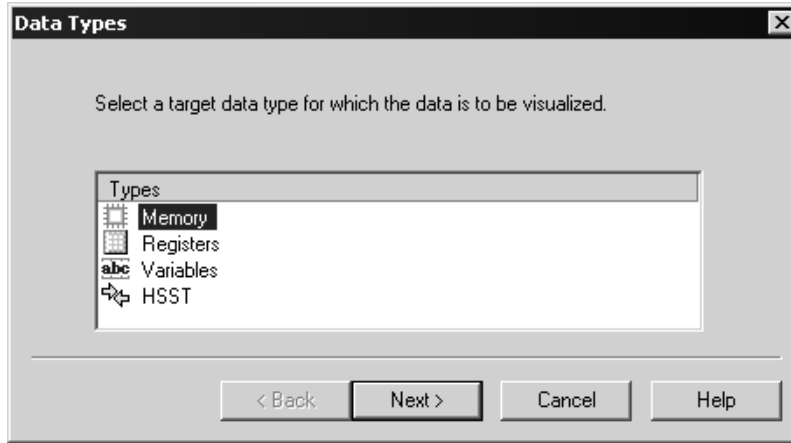 Data Types
Select a target data type for which the data is to be visualized.
Types
Memory
Registers
abc Variables
HSST
< Back Next > Cancel Help